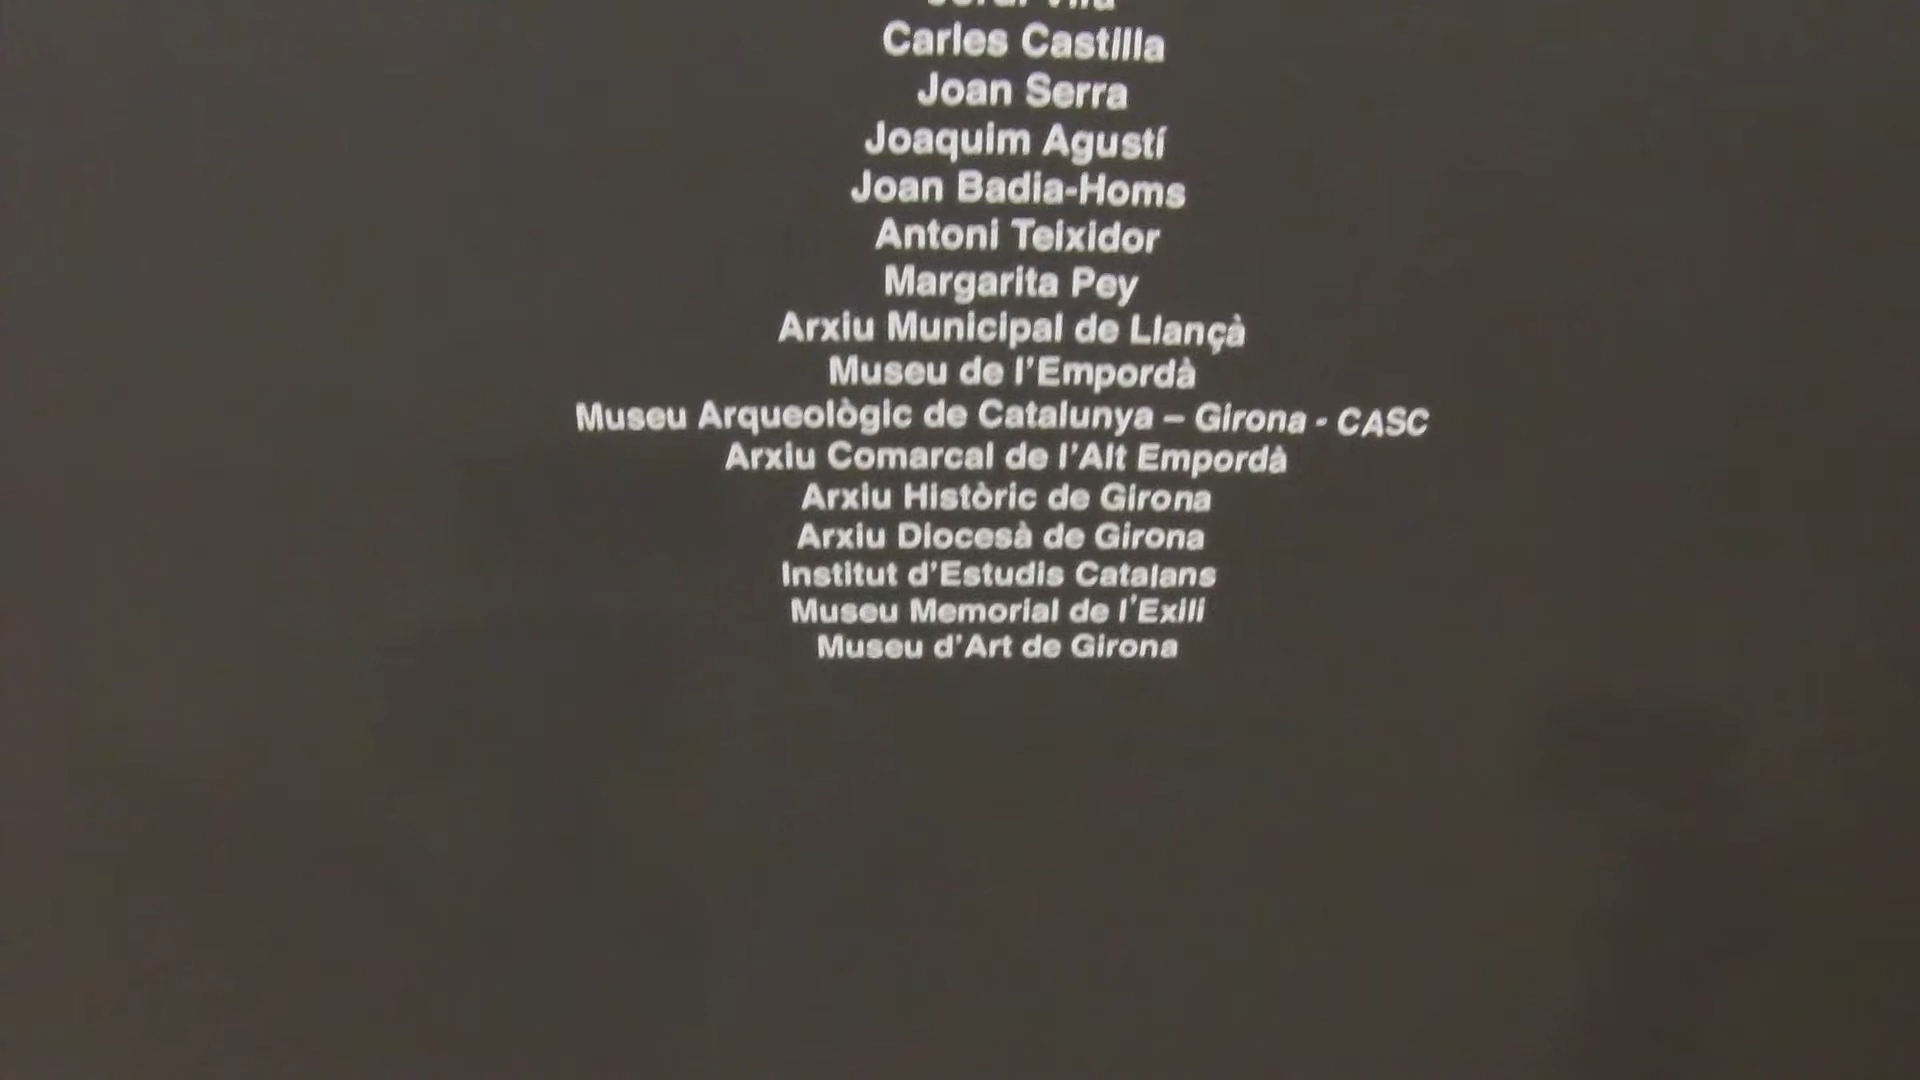 Carles Castilla
Joan Serra
Joaquim Agustí
Joan Badia-Homs
Antoni Teixidor
Margarita Pey
Arxiu Municipal de Llançà
Museu de l'Empordà
Museu Arqueològic de Catalunya – Girona - CASC
Arxiu Comarcal de l'Alt Empordà
Arxiu Històric de Girona
Arxiu Diocesà de Girona
Institut d'Estudis Catalans
Museu Memorial de l'Exili
Museu d'Art de Girona